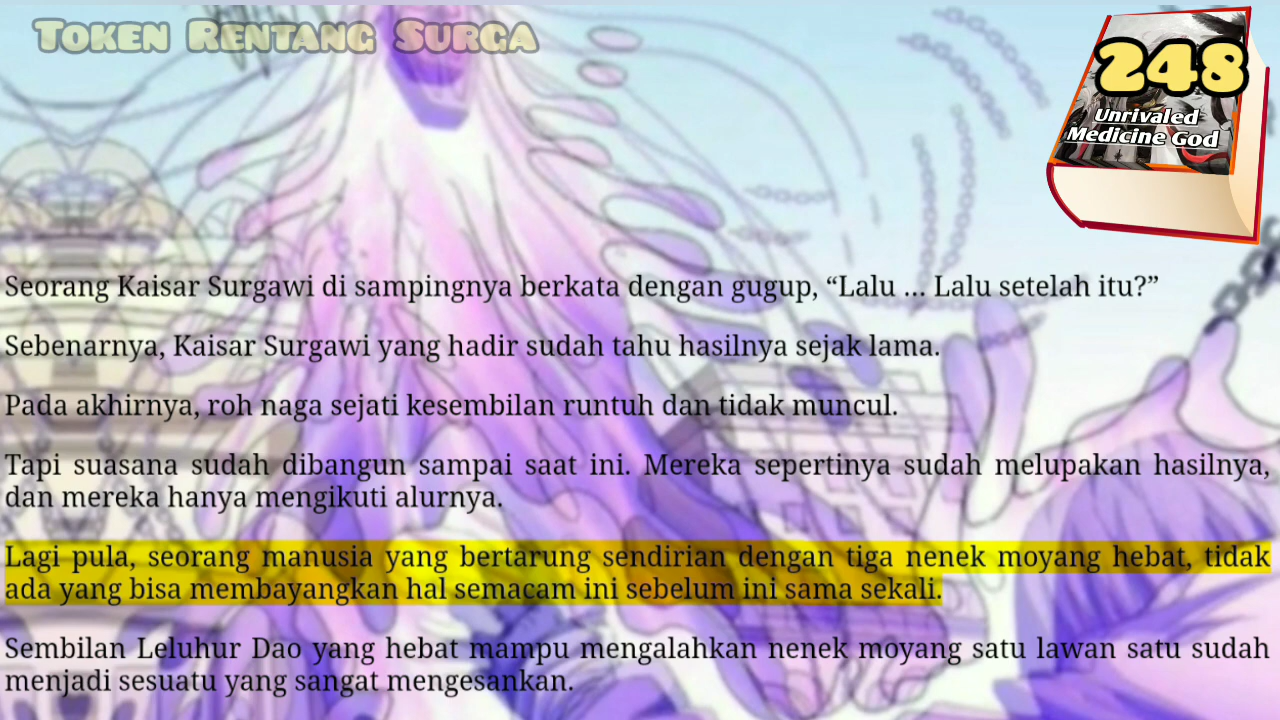 Token Rentang Surga
248
Unrivaled
Medicine God
Seorang Kaisar Surgawi di sampingnya berkata dengan gugup, “Lalu ... Lalu setelah itu?”
Sebenarnya, Kaisar Surgawi yang hadir sudah tahu hasilnya sejak lama.
Pada akhirnya, roh naga sejati kesembilan runtuh dan tidak muncul.
Tapi suasana sudah dibangun sampai saat ini. Mereka sepertinya sudah melupakan hasilnya,
dan mereka hanya mengikuti alurnya.
Lagi pula, seorang manusia yang bertarung sendirian dengan tiga nenek moyang hebat, tidak
ada yang bisa membayangkan hal semacam ini sebelum ini sama sekali.
Sembilan Leluhur Dao yang hebat mampu mengalahkan nenek moyang satu lawan satu sudah
menjadi sesuatu yang sangat mengesankan.